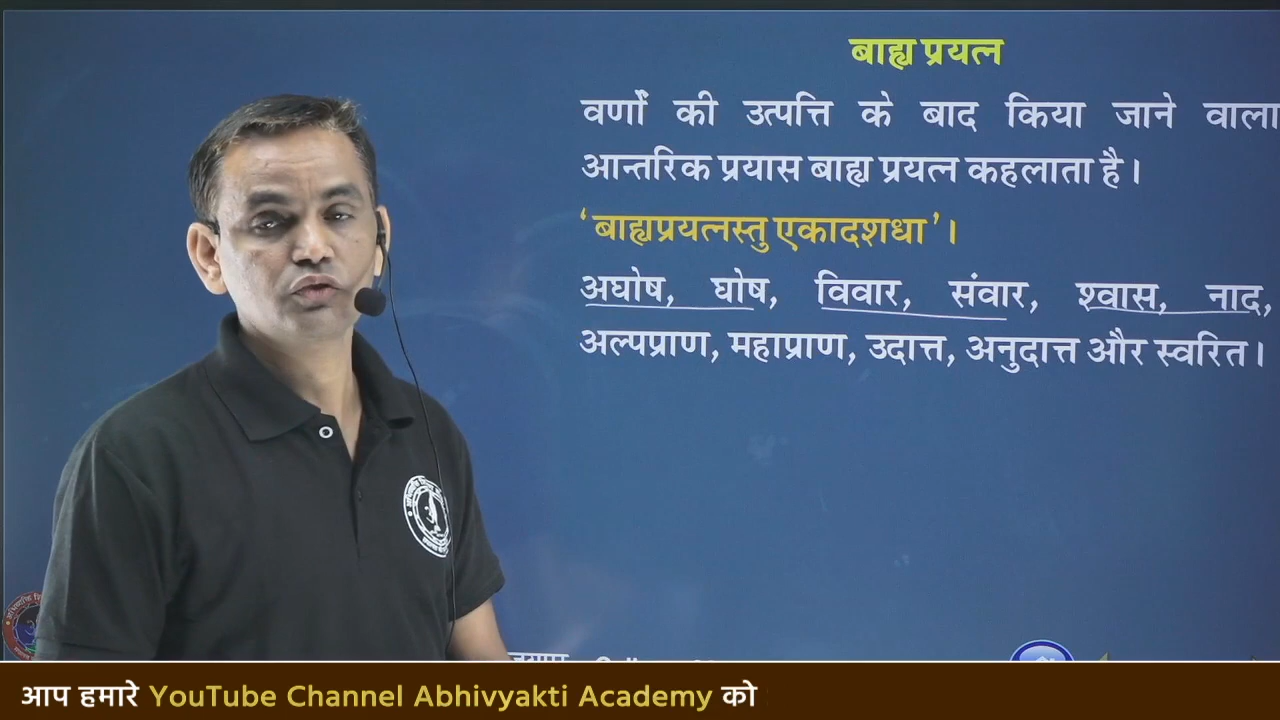 बाह्य प्रयत्न
वर्णों की उत्पत्ति के बाद किया जाने वाला
आन्तरिक प्रयास बाह्य प्रयत्न कहलाता है।
‘बाह्यप्रयत्नस्तु एकादशधा’।
अघोष, घोष, विवार, संवार, श्वास, नाद,
अल्पप्राण, महाप्राण, उदात्त, अनुदात्त और स्वरित।
आप हमारे YouTube Channel Abhivyakti Academy को